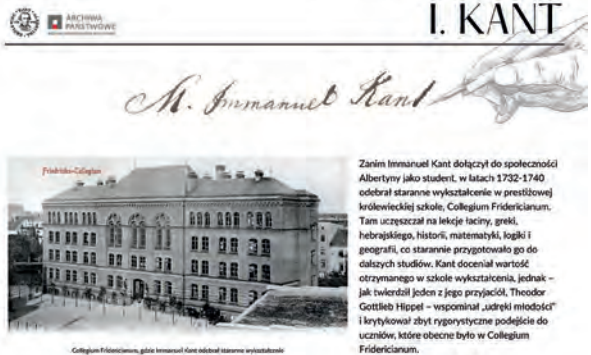 ARCHIWA
PAŃSTWOWE
I. KANT
M. Immanuel Kant
Friedrichs-Collegium
Zanim Immanuel Kant dołączył do społeczności
Albertyny jako student, w latach 1732-1740
odebrał staranne wykształcenie w prestiżowej
królewieckiej szkole, Collegium Fridericianum.
Tam uczęszczał na lekcje łaciny, greki,
hebrajskiego, historii, matematyki, logiki i
geografii, co starannie przygotowało go do
dalszych studiów. Kant doceniał wartość
otrzymanego w szkole wykształcenia, jednak –
jak twierdził jeden z jego przyjaciół, Theodor
Gottlieb Hippel – wspominał „udręki młodości”
i krytykował zbyt rygorystyczne podejście do
uczniów, które obecne było w Collegium
Fridericianum.
Collegium Fridericianum, gdzie Immanuel Kant odebrał staranne wykształcenie